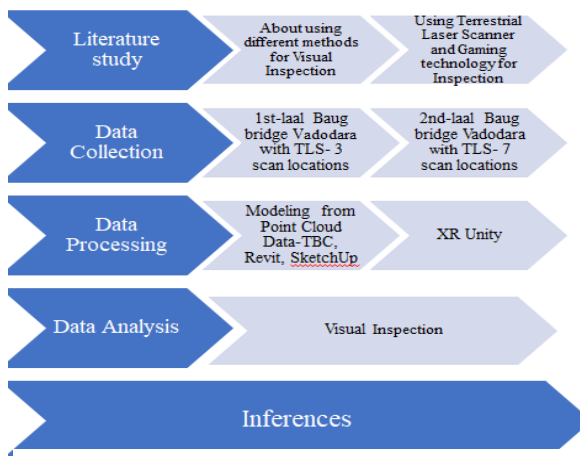 Literature
study
About using
different methods
for Visual
Inspection
Using Terrestrial
Laser Scanner
and Gaming
technology for
Inspection
Data
Collection
1st-laal Baug
bridge Vadodara
with TLS- 3
scan locations
2nd-laal Baug
bridge Vadodara
with TLS- 7
scan locations
Data
Processing
Modeling from
Point Cloud
Data-TBC,
Revit, SketchUp
XR Unity
Data Analysis
Visual Inspection
Inferences